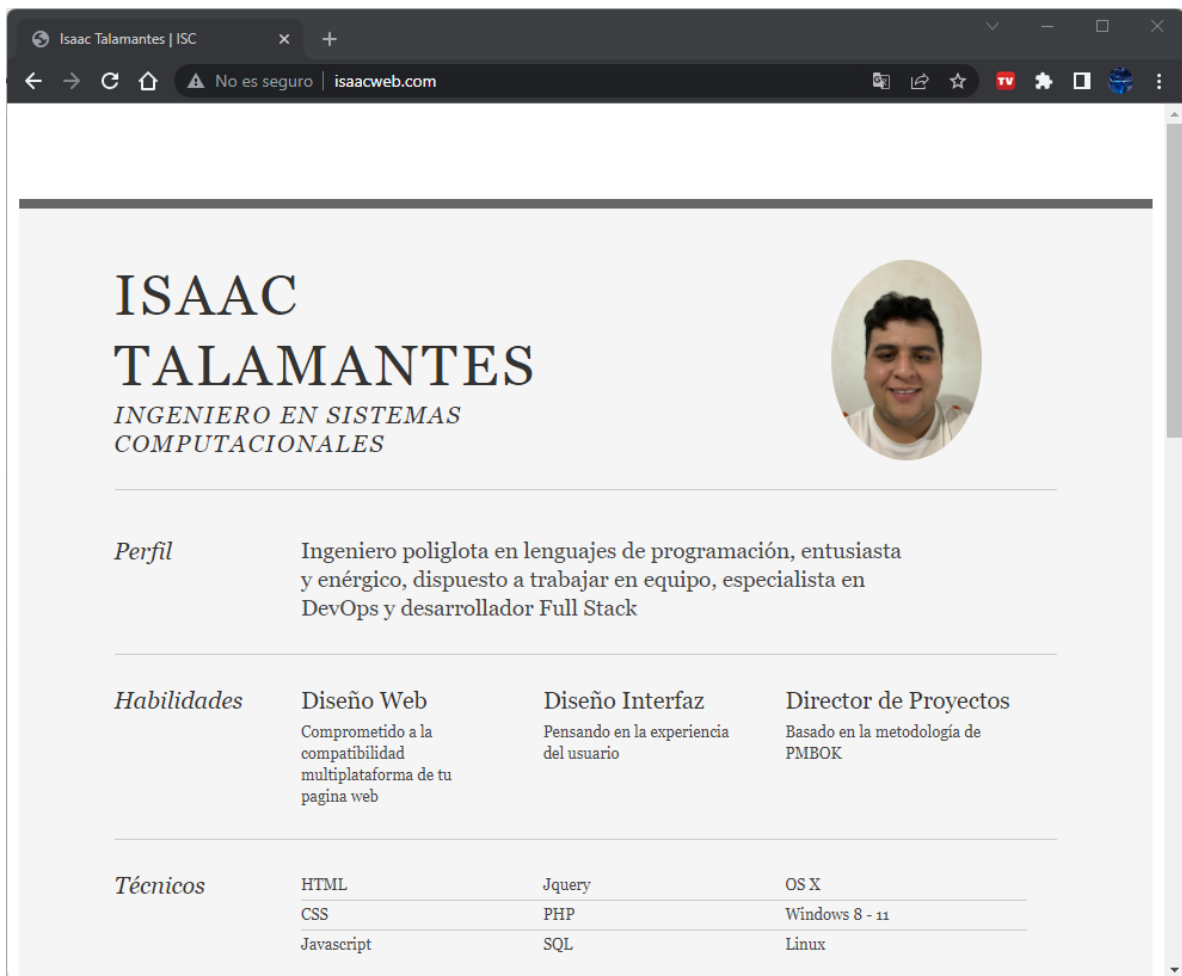 Isaac Talamantes | ISC
No es seguro | isaacweb.com
TV
ISAAC
TALAMANTES
INGENIERO EN SISTEMAS
COMPUTACIONALES
Perfil
Ingeniero poliglota en lenguajes de programación, entusiasta
y enérgico, dispuesto a trabajar en equipo, especialista en
DevOps y desarrollador Full Stack
Habilidades
Diseño Web
Comprometido a la
compatibilidad
multiplataforma de tu
pagina web
Diseño Interfaz
Pensando en la experiencia
del usuario
Director de Proyectos
Basado en la metodología de
PMBOK
Técnicos
HTML Jquery OS X
CSS PHP Windows 8 - 11
Javascript SQL Linux